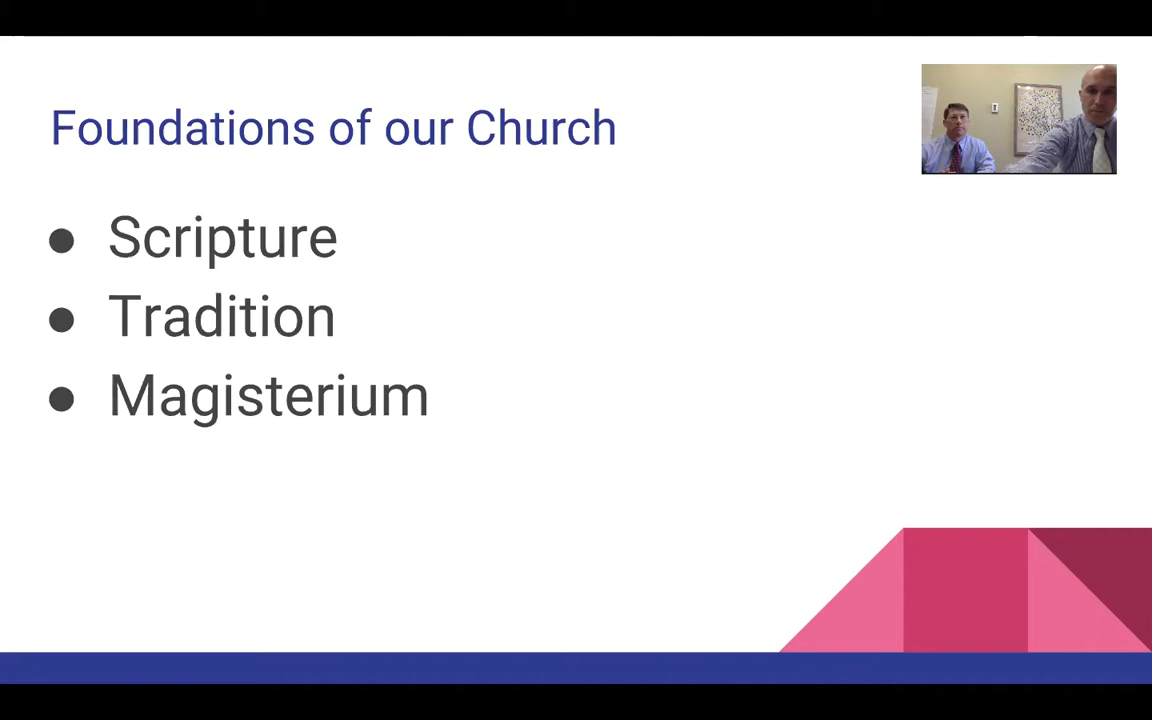 Foundations of our Church
● Scripture
● Tradition
● Magisterium